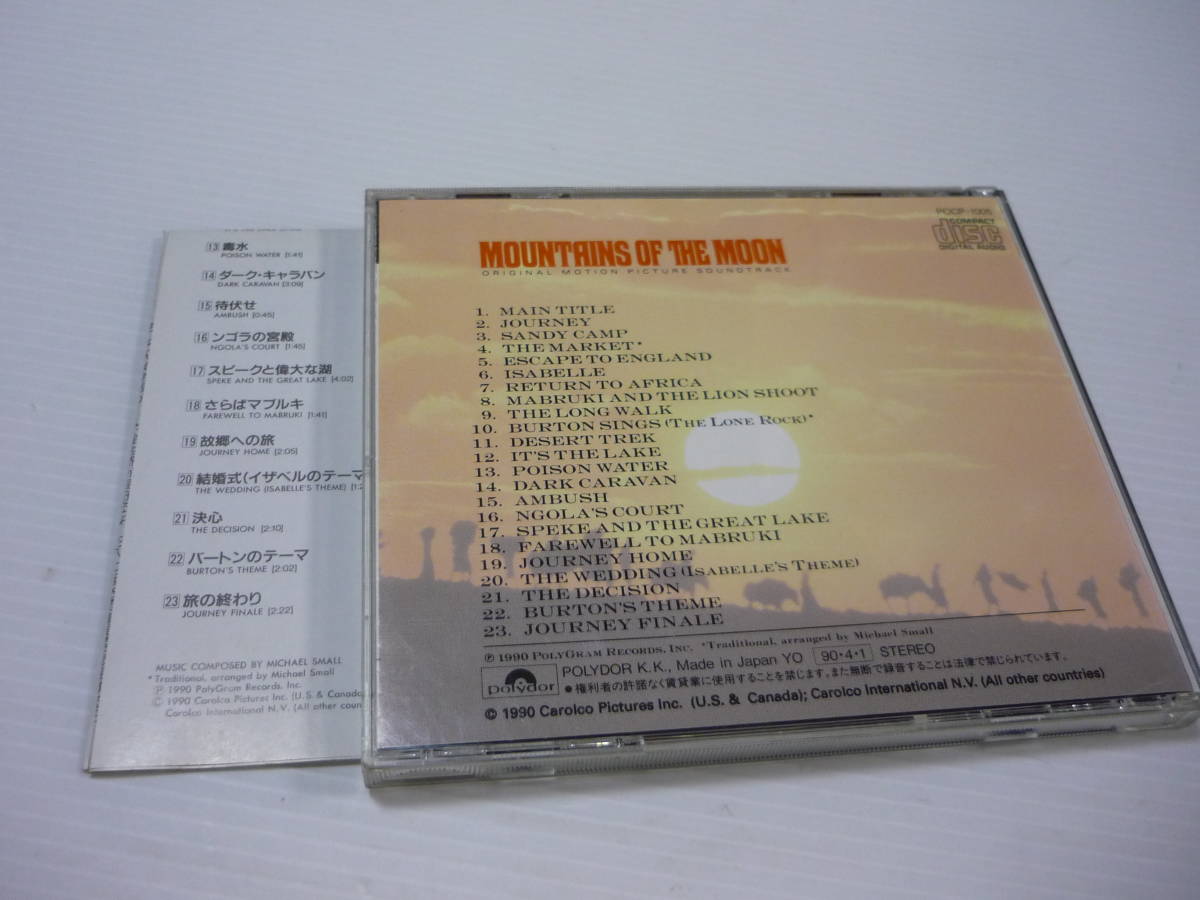 13 毒水
POISON WATER [1:41]
14 ダーク・キャラバン
DARK CARAVAN [3:09]
15 待伏せ
AMBUSH [0:45]
16 ンゴラの宮殿
NGOLA'S COURT [1:45]
17 スピークと偉大な湖
SPEKE AND THE GREAT LAKE [4:02]
18 さらばマブルキ
FAREWELL TO MABRUKI [1:41]
19 故郷への旅
JOURNEY HOME [2:05]
20 結婚式(イザベルのテーマ
THE WEDDING (ISABELLE'S THEME)
21 決心
THE DECISION [2:10]
22 バートンのテーマ
BURTON'S THEME [2:02]
23 旅の終わり
JOURNEY FINALE [2:22]
MUSIC COMPOSED BY MICHAEL SMALL
*Traditional, arranged by Michael Small
Ⓟ 1990 PolyGram Records. Inc.
© 1990 Carolco Pictures Inc. (U.S. & Canada
Carolco International N.V. (All other coun
POCP-1005
COMPACT
disc
DIGITAL AUDIO
MOUNTAINS OF THE MOON
ORIGINAL MOTION PICTURE SOUNDTRACK
1. MAIN TITLE
2. JOURNEY
3. SANDY CAMP
4. THE MARKET*
5. ESCAPE TO ENGLAND
6. ISABELLE
7. RETURN TO AFRICA
8. MABRUKI AND THE LION SHOOT
9. THE LONG WALK
10. BURTON SINGS (THE LONE ROCK)*
11. DESERT TREK
12. IT'S THE LAKE
13. POISON WATER
14. DARK CARAVAN
15. AMBUSH
16. NGOLA'S COURT
17. SPEKE AND THE GREAT LAKE
18. FAREWELL TO MABRUKI
19. JOURNEY HOME
20. THE WEDDING (ISABELLE'S THEME)
21. THE DECISION
22. BURTON'S THEME
23. JOURNEY FINALE
Ⓟ 1990 POLYGRAM RECORDS, INC. *Traditional, arranged by Michael Small
polydor
POLYDOR K.K., Made in Japan YO 90・4・1 STEREO
●権利者の許諾なく賃貸業に使用することを禁じます。また無断で録音することは法律で禁じられています。
© 1990 Carolco Pictures Inc. (U.S. & Canada); Carolco International N.V. (All other countries)